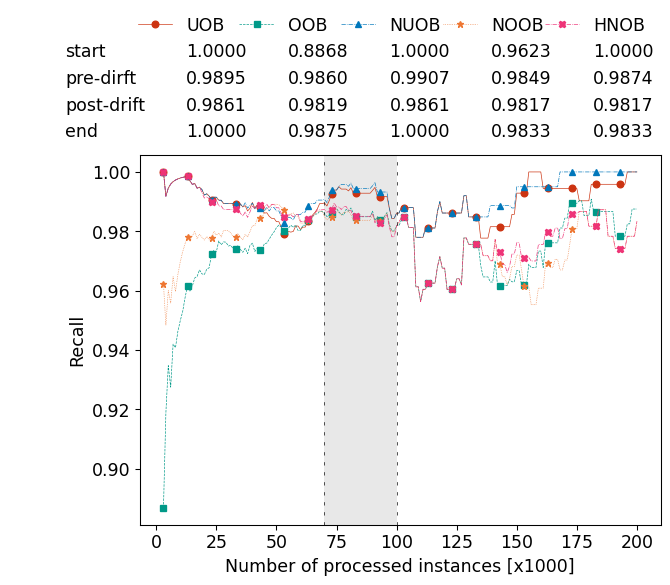 UOB OOB NUOB NOOB HNOB
start 1.0000 0.8868 1.0000 0.9623 1.0000
pre-dirft 0.9895 0.9860 0.9907 0.9849 0.9874
post-drift 0.9861 0.9819 0.9861 0.9817 0.9817
end 1.0000 0.9875 1.0000 0.9833 0.9833
1.00
0.98
0.96
0.94
0.92
0.90
Recall
0 25 50 75 100 125 150 175 200
Number of processed instances [x1000]